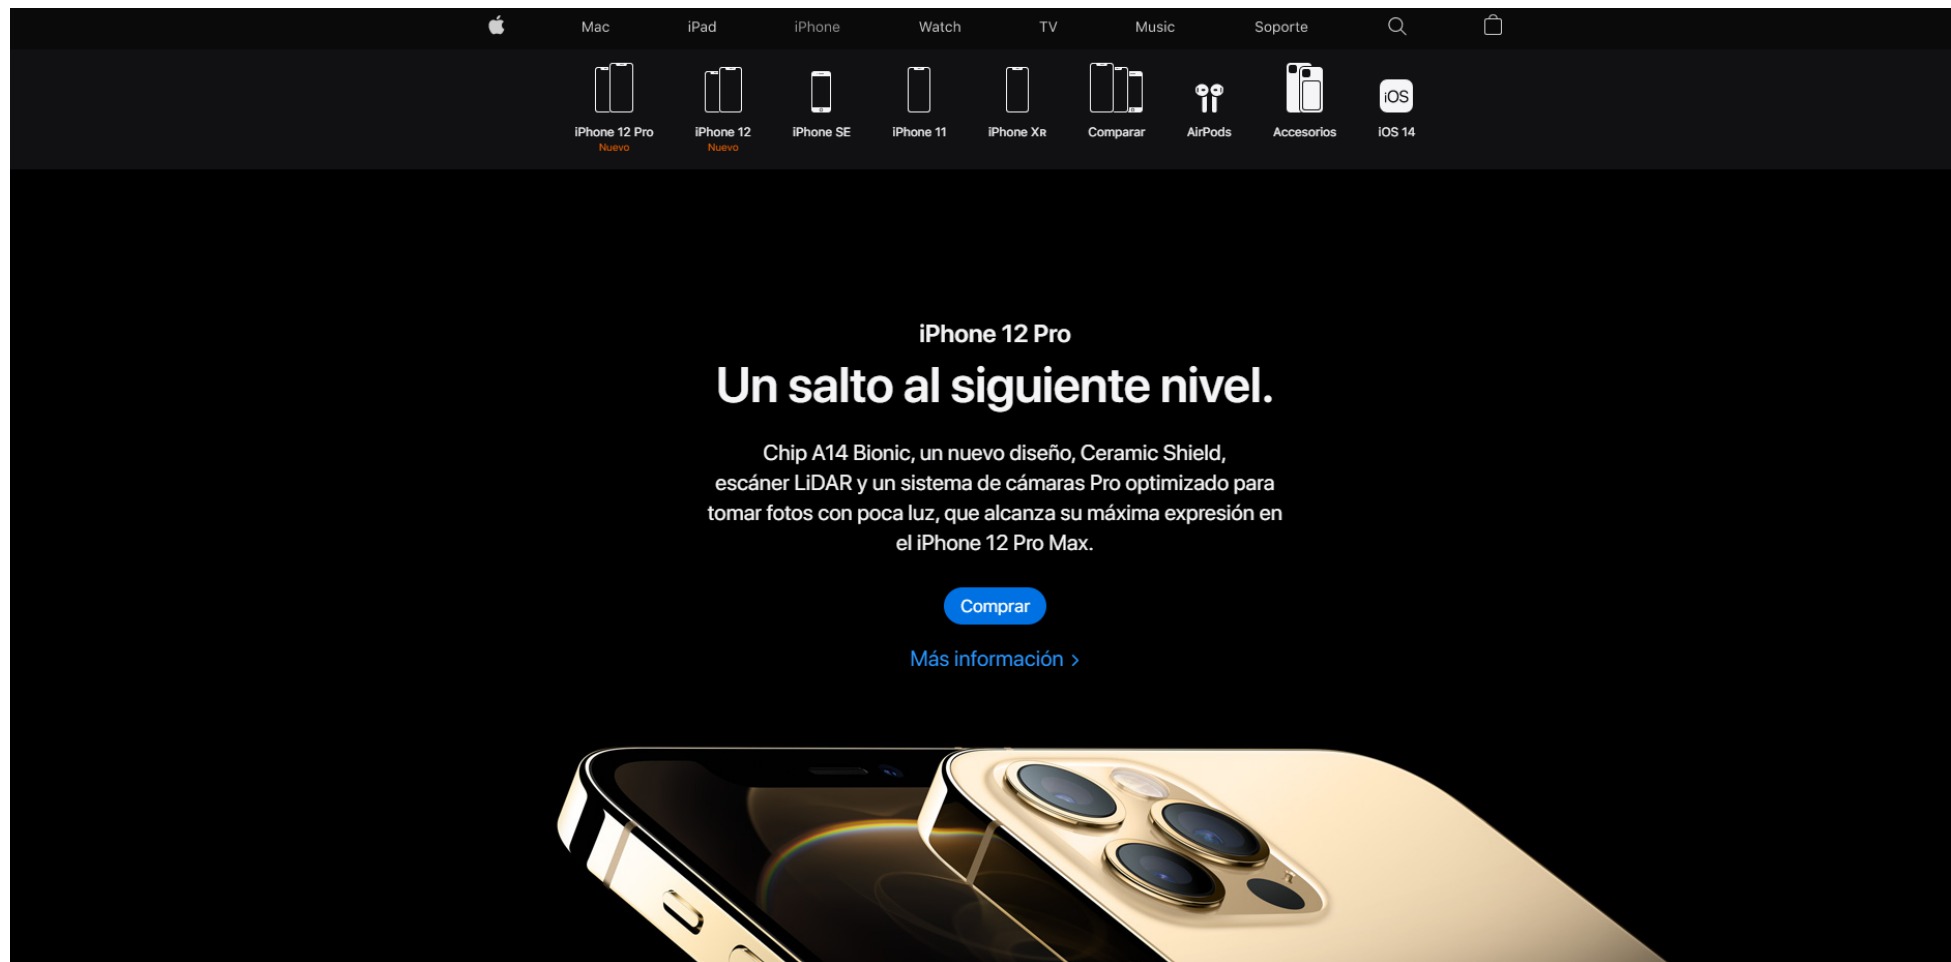 Mac iPad iPhone Watch TV Music Soporte
iOS
iPhone 12 Pro iPhone 12 iPhone SE iPhone 11 iPhone XR Comparar AirPods Accesorios iOS 14
Nuevo Nuevo
iPhone 12 Pro
Un salto al siguiente nivel.
Chip A14 Bionic, un nuevo diseño, Ceramic Shield,
escáner LiDAR y un sistema de cámaras Pro optimizado para
tomar fotos con poca luz, que alcanza su máxima expresión en
el iPhone 12 Pro Max.
Comprar
Más información >